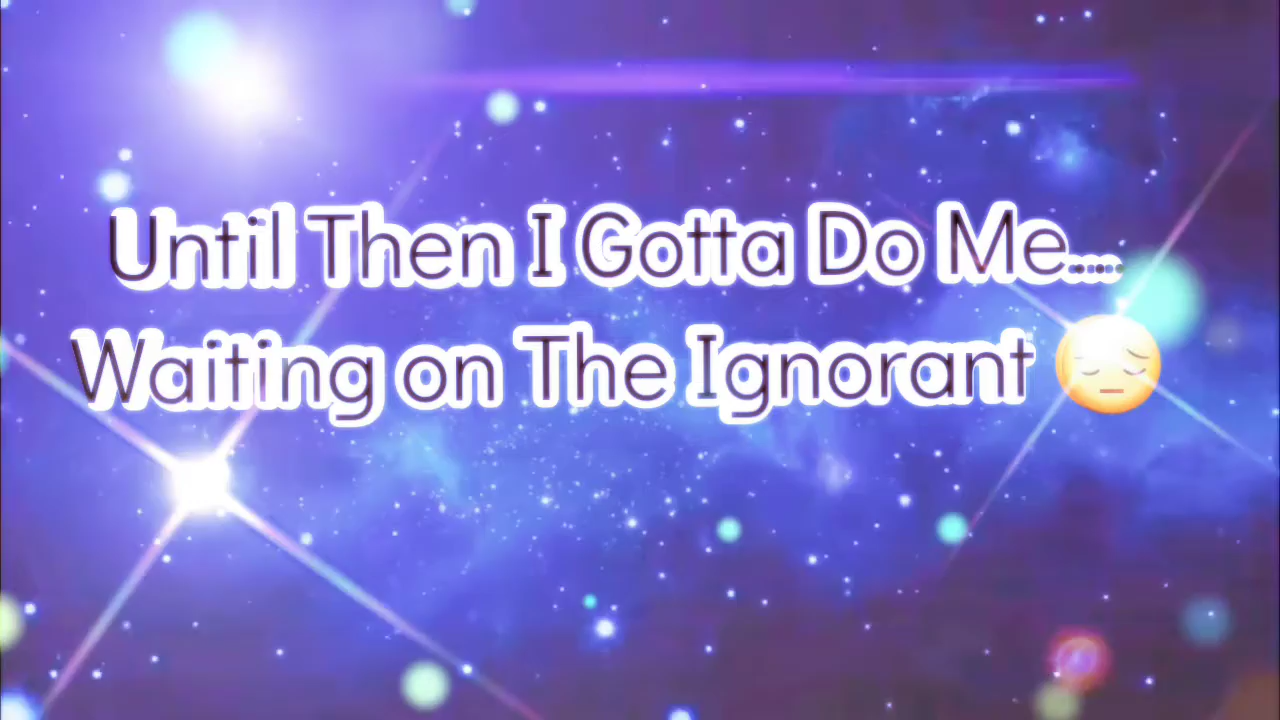 Until Then I Gotta Do Me....
Waiting on The Ignorant 😔